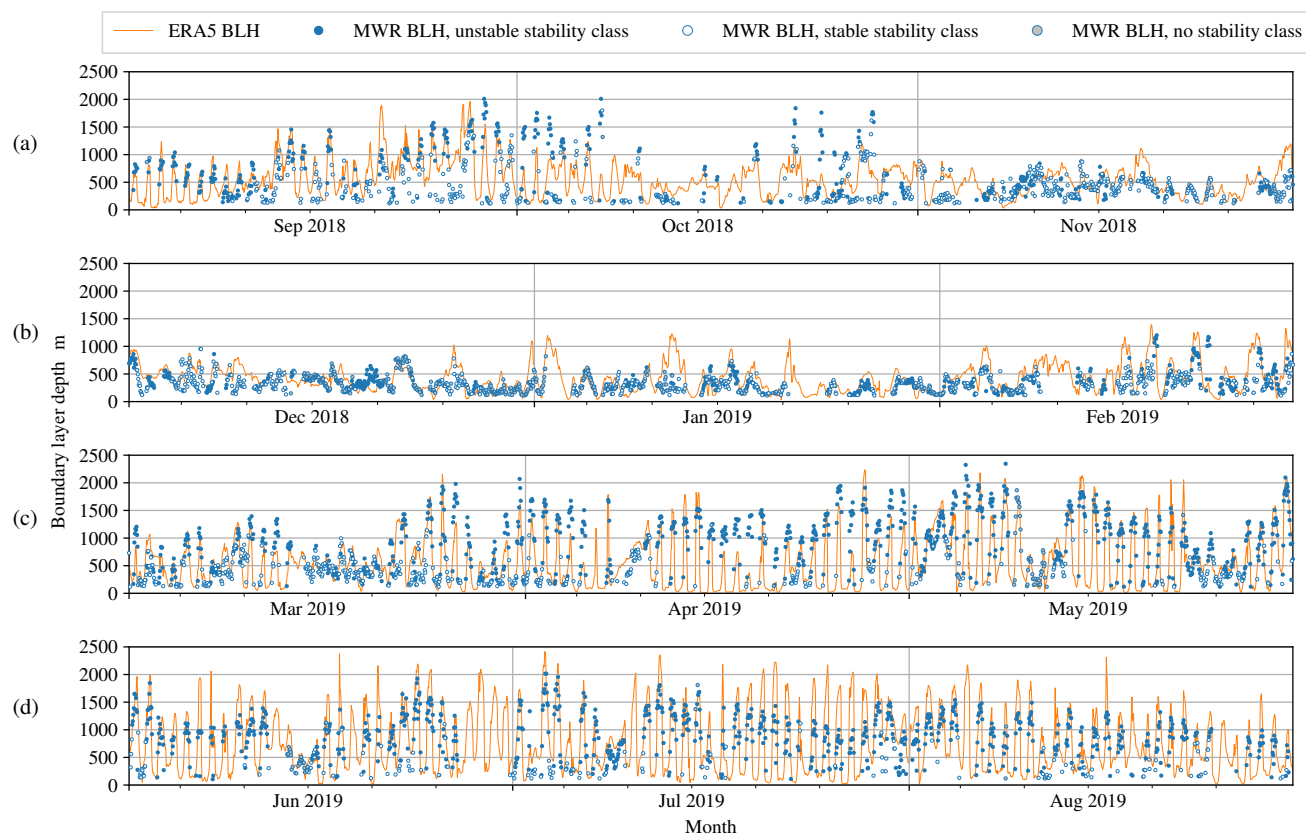 ERA5 BLH MWR BLH, unstable stability class MWR BLH, stable stability class MWR BLH, no stability class
(a)
2500
2000
1500
1000
500
0
Sep 2018 Oct 2018 Nov 2018
(b)
2500
2000
1500
1000
500
0
Dec 2018 Jan 2019 Feb 2019
Boundary layer depth m
(c)
2500
2000
1500
1000
500
0
Mar 2019 Apr 2019 May 2019
(d)
2500
2000
1500
1000
500
0
Jun 2019 Jul 2019 Aug 2019
Month